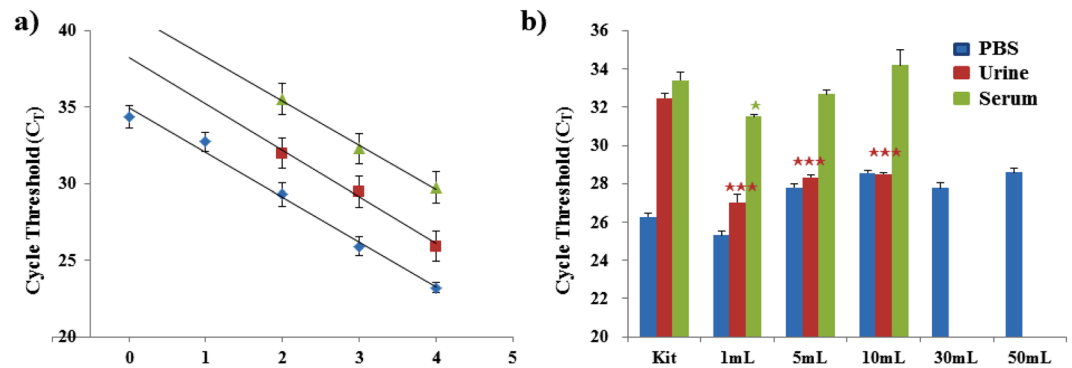 a)
Cycle Threshold (CT)
40
35
30
25
20
0 1 2 3 4 5
b)
Cycle Threshold (CT)
36
34
32
30
28
26
24
22
20
PBS
Urine
Serum
Kit 1mL 5mL 10mL 30mL 50mL